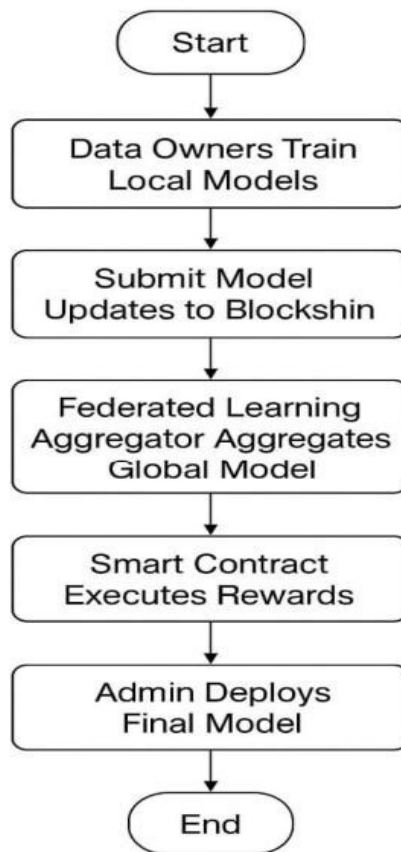 Start
Data Owners Train
Local Models
Submit Model
Updates to Blockshin
Federated Learning
Aggregator Aggregates
Global Model
Smart Contract
Executes Rewards
Admin Deploys
Final Model
End